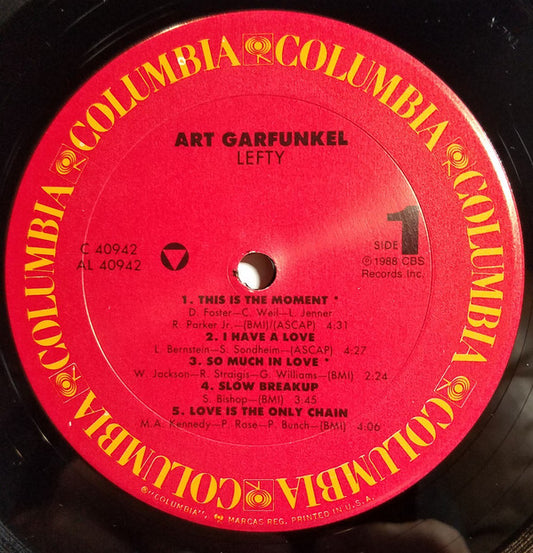 COLUMBIA COLUMBIA COLUMBIA COLUMBIA COLUMBIA COLUMBIA
ART GARFUNKEL
LEFTY
C 40942
AL 40942
SIDE 1
℗ 1988 CBS
Records Inc.
1. THIS IS THE MOMENT *
D. Foster—C. Weil—L. Jenner
R. Parker Jr.—(BMI)/(ASCAP) 4:31
2. I HAVE A LOVE
L. Bernstein—S. Sondheim—(ASCAP) 4:27
3. SO MUCH IN LOVE *
W. Jackson—R. Straigis—G. Williams—(BMI) 2:24
4. SLOW BREAKUP
S. Bishop—(BMI) 3:45
5. LOVE IS THE ONLY CHAIN
M.A. Kennedy—P. Rose—P. Bunch—(BMI) 4:06
®"COLUMBIA", MARCAS REG. PRINTED IN U.S.A.